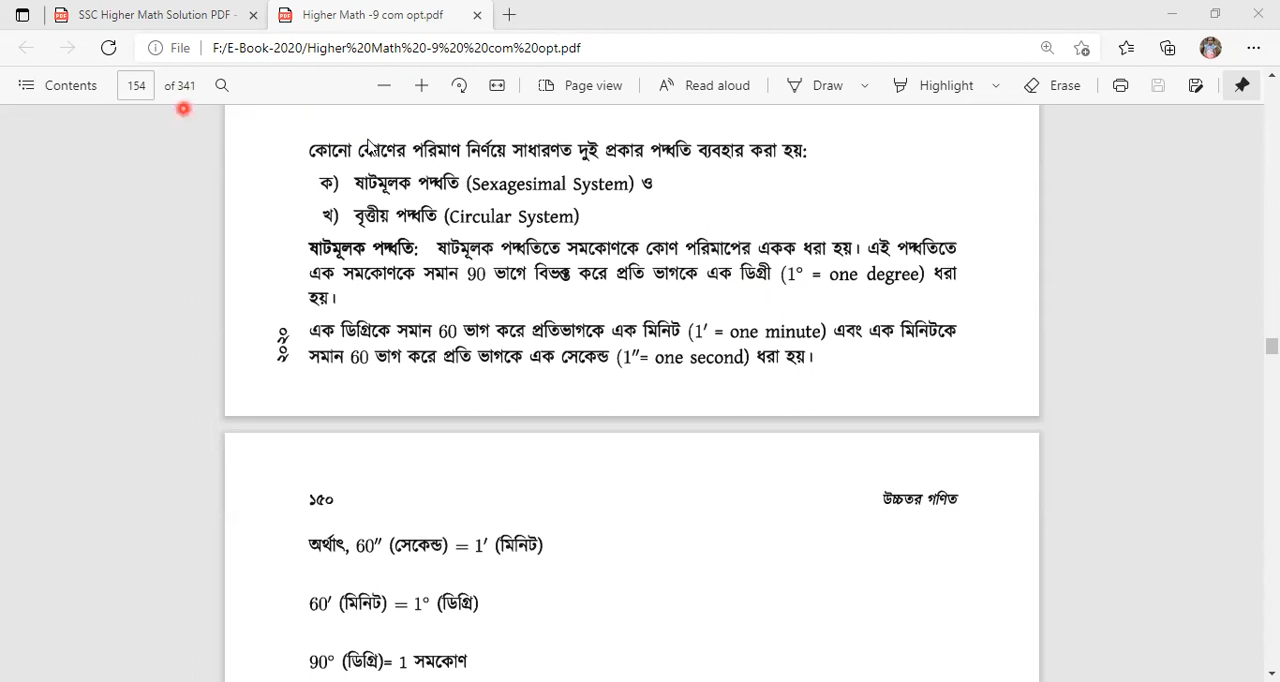 SSC Higher Math Solution PDF -
Higher Math -9 com opt.pdf
File
F:/E-Book-2020/Higher%20Math%20-9%20%20com%20opt.pdf
Contents 154 of 341 Page view Read aloud Draw Highlight Erase
কোনো কোণের পরিমাণ নির্ণয়ে সাধারণত দুই প্রকার পদ্ধতি ব্যবহার করা হয়:
ক) ষাটমূলক পদ্ধতি (Sexagesimal System) ও
খ) বৃত্তীয় পদ্ধতি (Circular System)
ষাটমূলক পদ্ধতি: ষাটমূলক পদ্ধতিতে সমকোণকে কোণ পরিমাপের একক ধরা হয়। এই পদ্ধতিতে
এক সমকোণকে সমান 90 ভাগে বিভক্ত করে প্রতি ভাগকে এক ডিগ্রী (1° = one degree) ধরা
হয়।
২০২০
এক ডিগ্রিকে সমান 60 ভাগ করে প্রতিভাগকে এক মিনিট (1′ = one minute) এবং এক মিনিটকে
সমান 60 ভাগ করে প্রতি ভাগকে এক সেকেন্ড (1″= one second) ধরা হয়।
১৫০ উচ্চতর গণিত
অর্থাৎ, 60″ (সেকেন্ড) = 1′ (মিনিট)
60′ (মিনিট) = 1° (ডিগ্রি)
90° (ডিগ্রি)= 1 সমকোণ